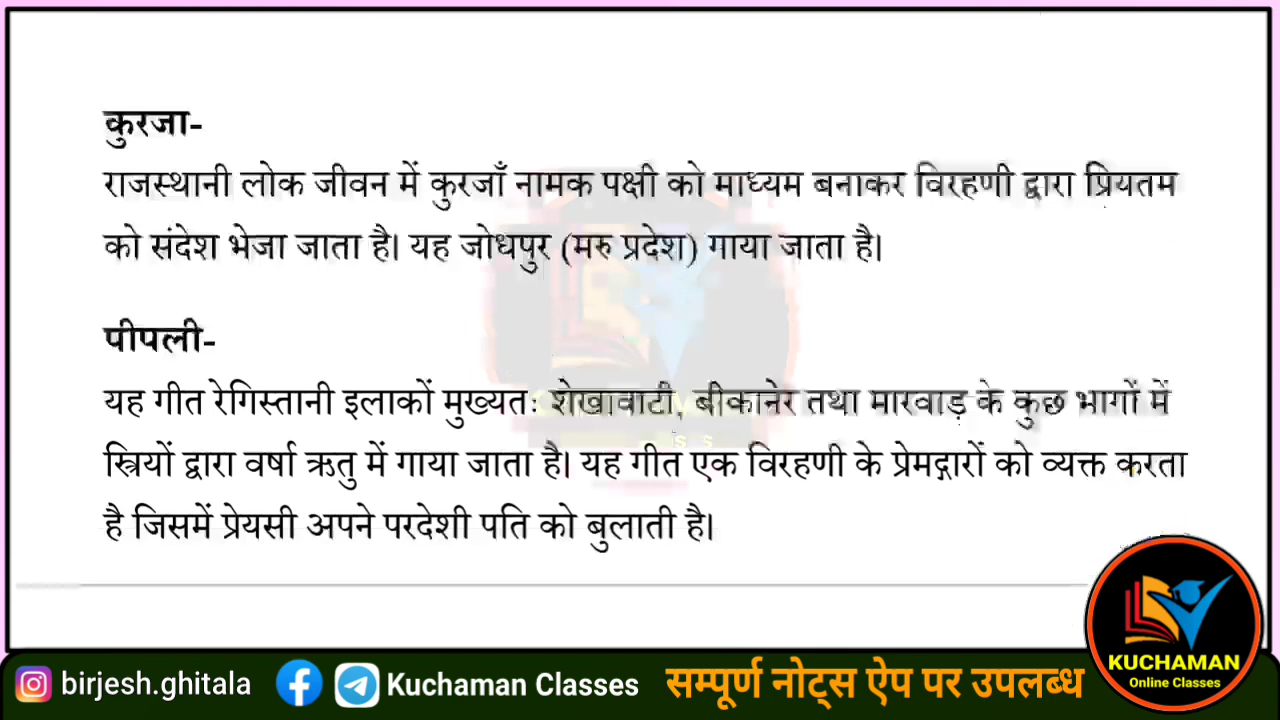 कुरजा-
राजस्थानी लोक जीवन में कुरजाँ नामक पक्षी को माध्यम बनाकर विरहणी द्वारा प्रियतम
को संदेश भेजा जाता है। यह जोधपुर (मरु प्रदेश) गाया जाता है।
पीपली-
यह गीत रेगिस्तानी इलाकों मुख्यतः शेखावाटी, बीकानेर तथा मारवाड़ के कुछ भागों में
स्त्रियों द्वारा वर्षा ऋतु में गाया जाता है। यह गीत एक विरहणी के प्रेमद्गारों को व्यक्त करता
है जिसमें प्रेयसी अपने परदेशी पति को बुलाती है।
KUCHAMAN
Online Classes
birjesh.ghitala
Kuchaman Classes
सम्पूर्ण नोट्स ऐप पर उपलब्ध